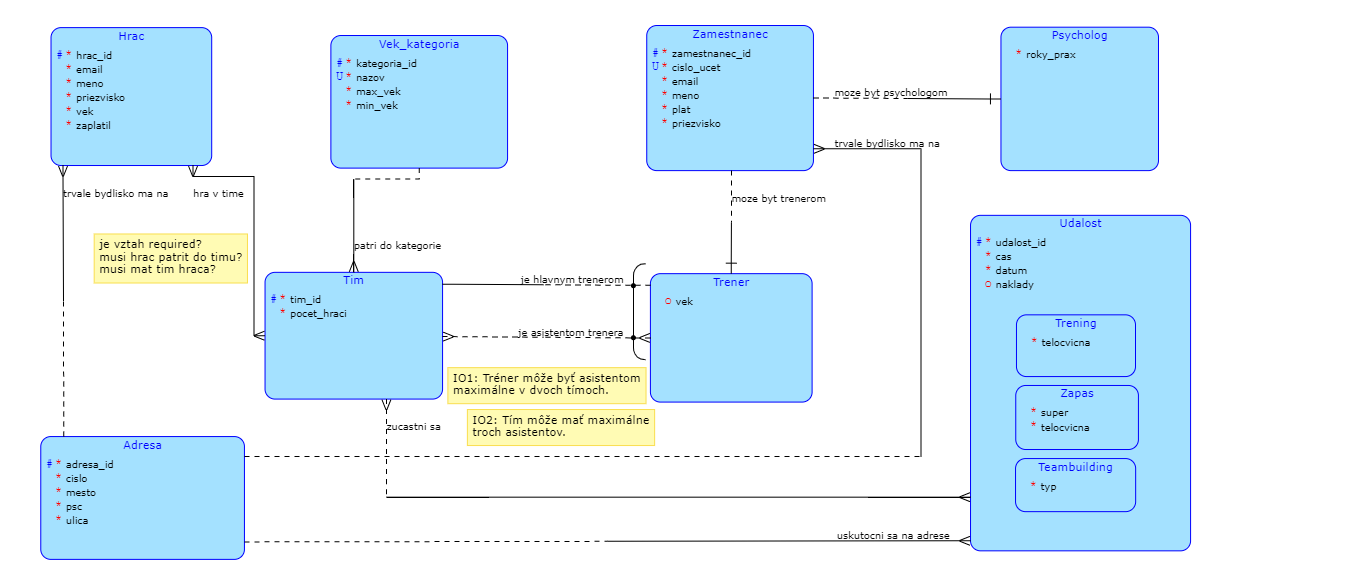 Hrac
# * hrac_id
* email
* meno
* priezvisko
* vek
* zaplatil
Vek_kategoria
# * kategoria_id
U * nazov
* max_vek
* min_vek
Zamestnanec
# * zamestnanec_id
U * cislo_ucet
* email
* meno
* plat
* priezvisko
Psycholog
* roky_prax
moze byt psychologom
trvale bydlisko ma na
trvale bydlisko ma na
hra v time
moze byt trenerom
je vztah required?
musi hrac patrit do timu?
musi mat tim hraca?
patri do kategorie
Tim
# * tim_id
* pocet_hraci
je hlavnym trenerom
je asistentom trenera
Trener
o vek
IO1: Tréner môže byť asistentom
maximálne v dvoch tímoch.
IO2: Tím môže mať maximálne
troch asistentov.
zucastni sa
Udalost
# * udalost_id
* cas
* datum
o naklady
Trening
* telocvicna
Zapas
* super
* telocvicna
Teambuilding
* typ
Adresa
# * adresa_id
* cislo
* mesto
* psc
* ulica
uskutocni sa na adrese